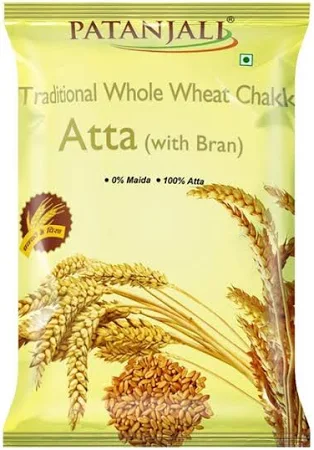 PATANJALI®
Traditional Whole Wheat Chakk
Atta (with Bran)
• 0% Maida • 100% Atta